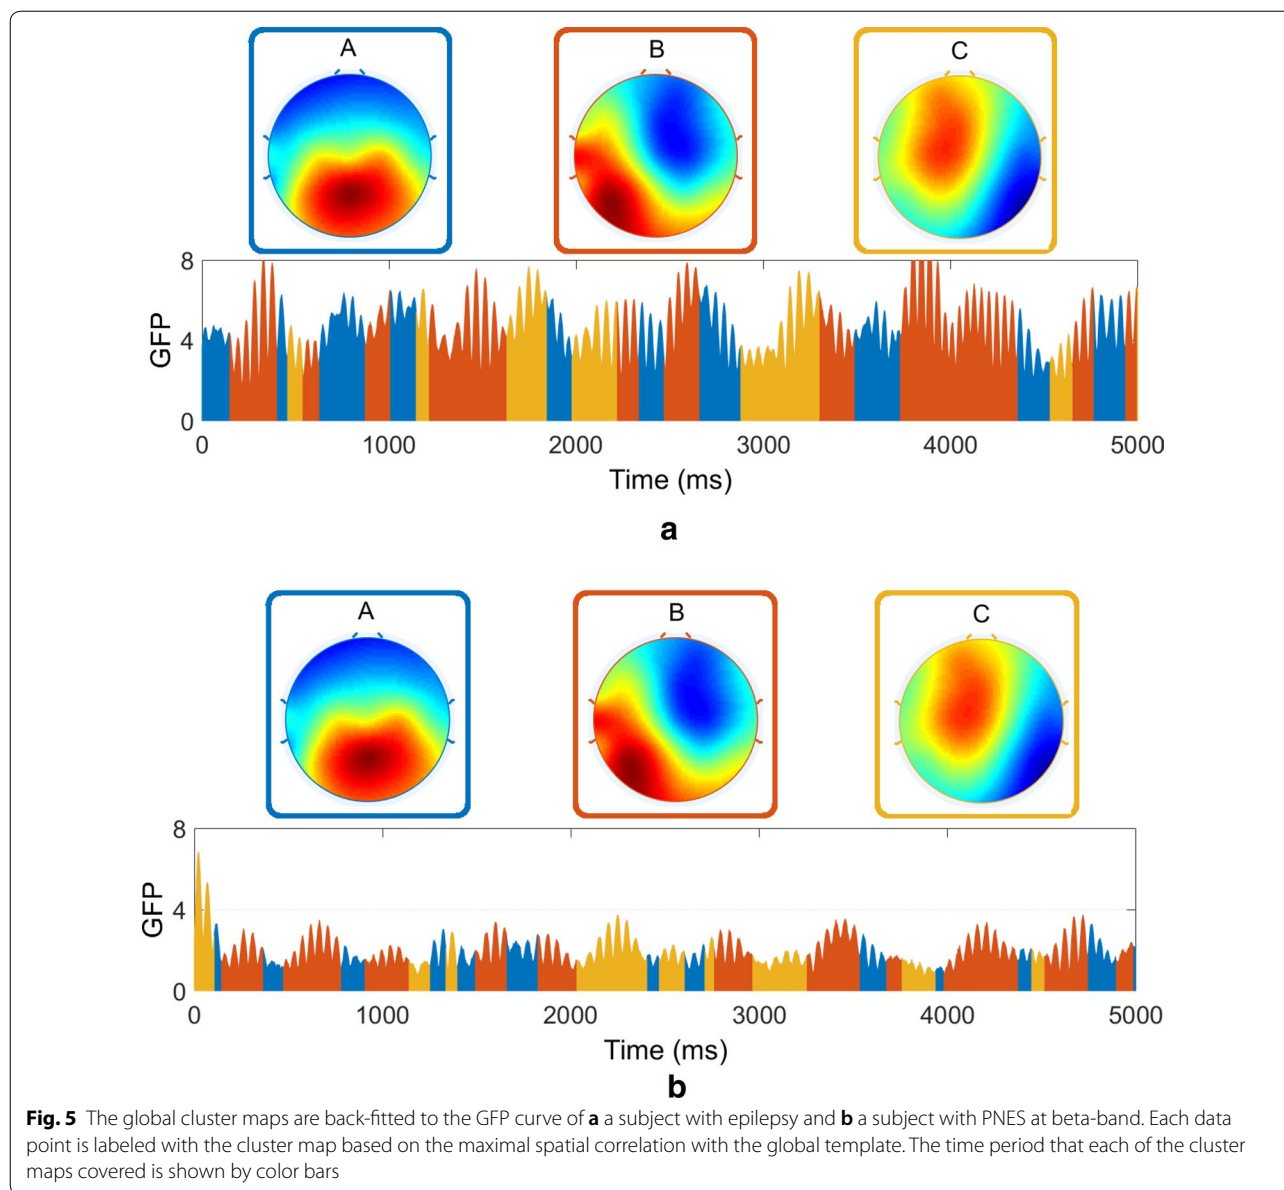 A
B
C
8
4
0
GFP
0
1000
2000
3000
4000
5000
Time (ms)
a
A
B
C
8
4
0
GFP
0
1000
2000
3000
4000
5000
Time (ms)
b
Fig. 5 The global cluster maps are back-fitted to the GFP curve of a a subject with epilepsy and b a subject with PNES at beta-band. Each data
point is labeled with the cluster map based on the maximal spatial correlation with the global template. The time period that each of the cluster
maps covered is shown by color bars